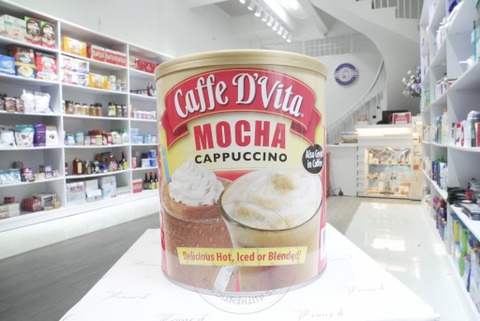 Caffe D'Vita
MOCHA
CAPPUCCINO
Also Great
in Coffee!
Delicious Hot, Iced or Blended!